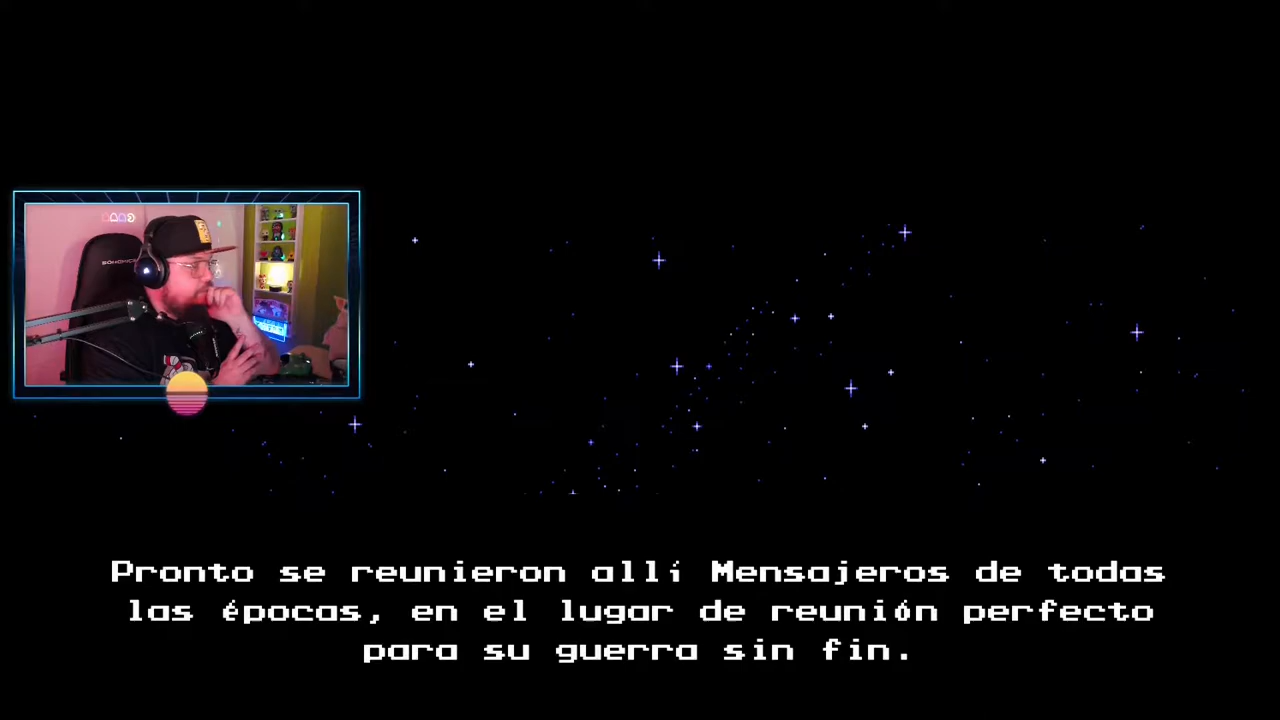 Pronto se reunieron allí Mensajeros de todas
las épocas, en el lugar de reunión perfecto
para su guerra sin fin.